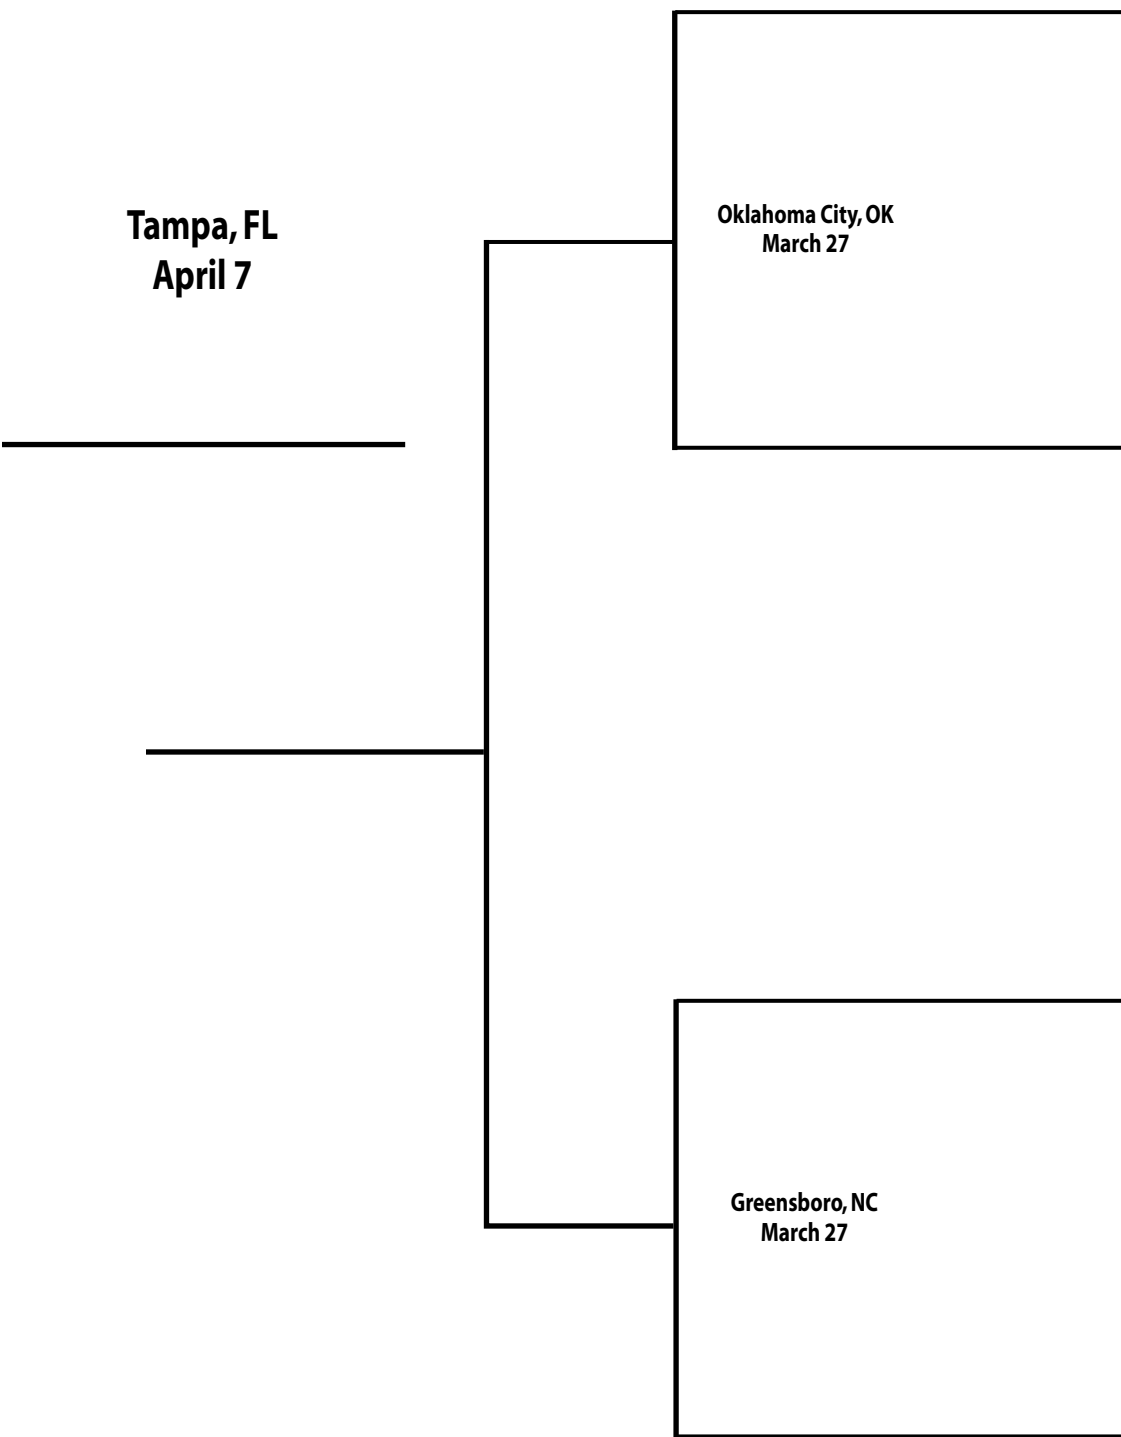 Tampa, FL
April 7
Oklahoma City, OK
March 27
Greensboro, NC
March 27